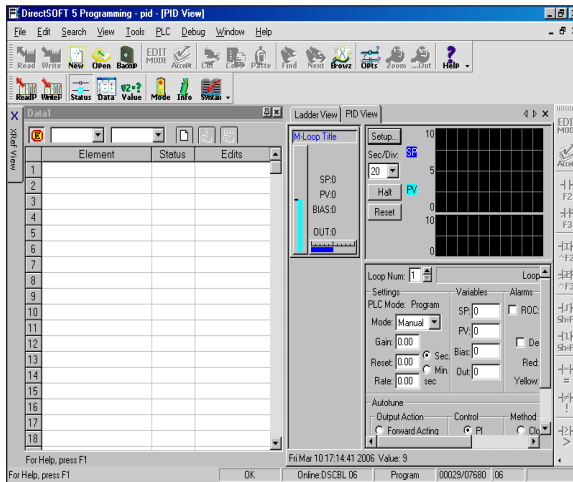 DirectSOFT 5 Programming - pid - [PID View]
File Edit Search View Tools PLC Debug Window Help
Read Write New Open Backup EDIT MODE Accept Cut Copy Paste Find Next Browz Opts Zoom ...Out Help
ReadP WriteP Status Data Value Mode Info Syntax
X Data1
XRef View
Element Status Edits
1
2
3
4
5
6
7
8
9
10
11
12
13
14
15
16
17
18
For Help, press F1
Ladder View PID View
M-Loop Title
SP:0
PV:0
BIAS:0
OUT:0
Setup...
Sec/Div:
20
Halt
Reset
SP
PV
10
5
0
10
0
Loop Num: 1 Loop
Settings
PLC Mode: Program
Mode: Manual
Gain: 0.00
Reset: 0.00
Sec.
Min.
Rate: 0.00 sec
Variables
SP: 0
PV: 0
Bias: 0
Out: 0
Alarms
ROC:
De
Red:
Yellow:
Autotune
Output Action Control Method
Forward Acting PI Clo
Fri Mar 10 17:14:41 2006 Value: 9
EDIT
MODE
Accept
F2
F3
^F2
^F3
Sh+F
Sh+F
=
!
>
For Help, press F1 OK Online:DSCBL 06 Program 00029/07680 06